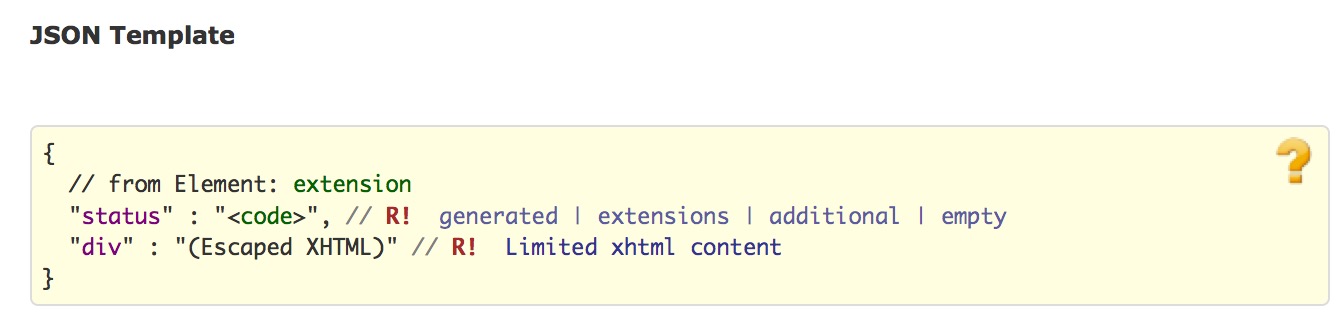 JSON Template
{
// from Element: extension
"status" : "<code>", // R! generated | extensions | additional | empty
"div" : "(Escaped XHTML)" // R! Limited xhtml content
}
?